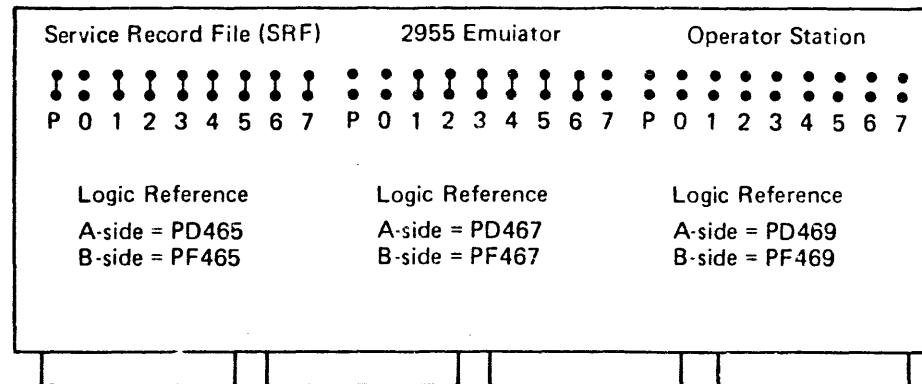 Service Record File (SRF) 2955 Emuiator Operator Station
P 0 1 2 3 4 5 6 7 P 0 1 2 3 4 5 6 7 P 0 1 2 3 4 5 6 7
Logic Reference Logic Reference Logic Reference
A-side = PD465 A-side = PD467 A-side = PD469
B-side = PF465 B-side = PF467 B-side = PF469